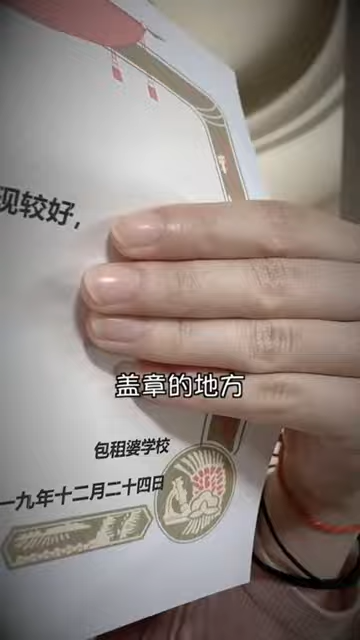 现较好，
盖章的地方
包租婆学校
一九年十二月二十四日